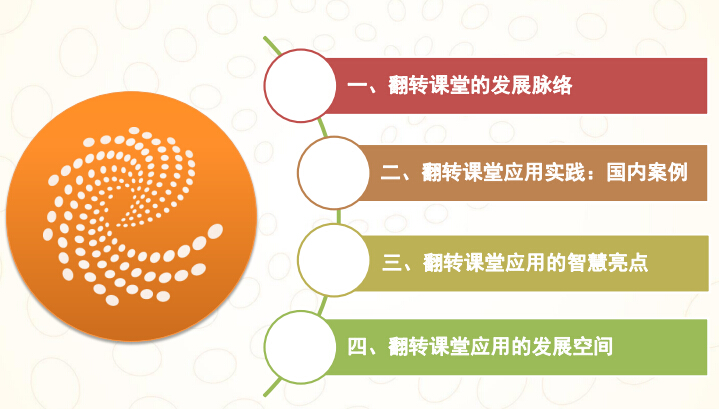 一、翻转课堂的发展脉络
二、翻转课堂应用实践：国内案例
三、翻转课堂应用的智慧亮点
四、翻转课堂应用的发展空间